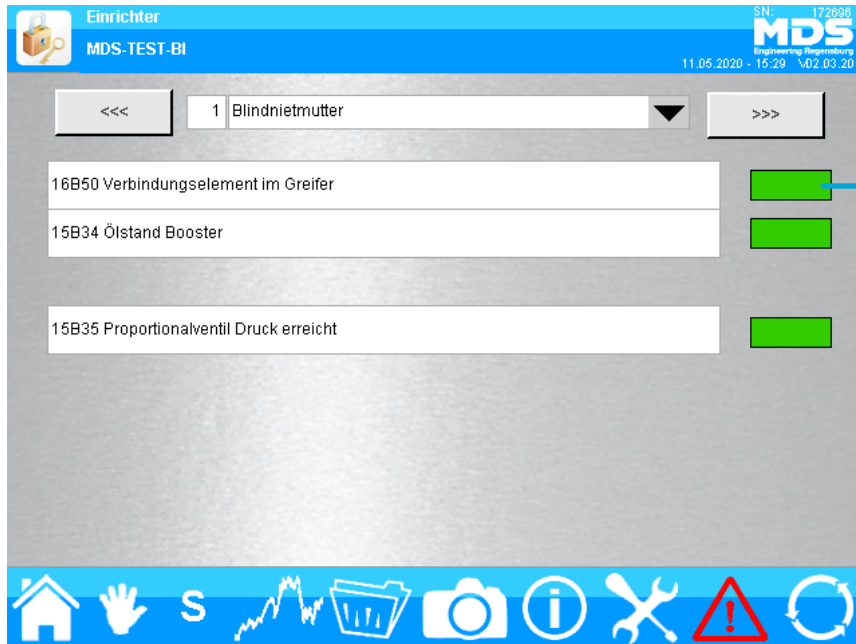 Einrichter
SN: 172696
MDS
MDS-TEST-BI
Engineering Regensburg
11.05.2020 - 15:29 V02.03.20
<<<
1 Blindnietmutter
>>>
16B50 Verbindungselement im Greifer
15B34 Ölstand Booster
15B35 Proportionalventil Druck erreicht
S